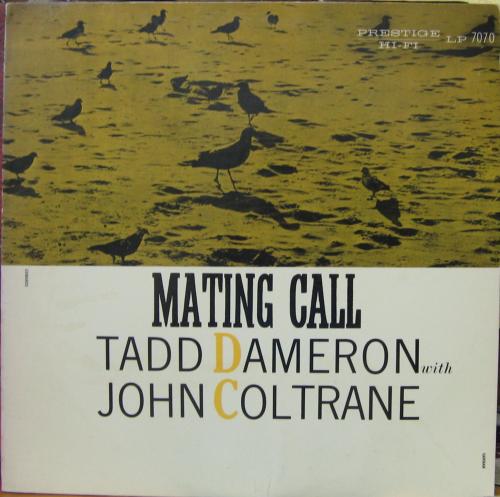 PRESTIGE LP 7070
HI-FI
MATING CALL
TADD DAMERON with
JOHN COLTRANE